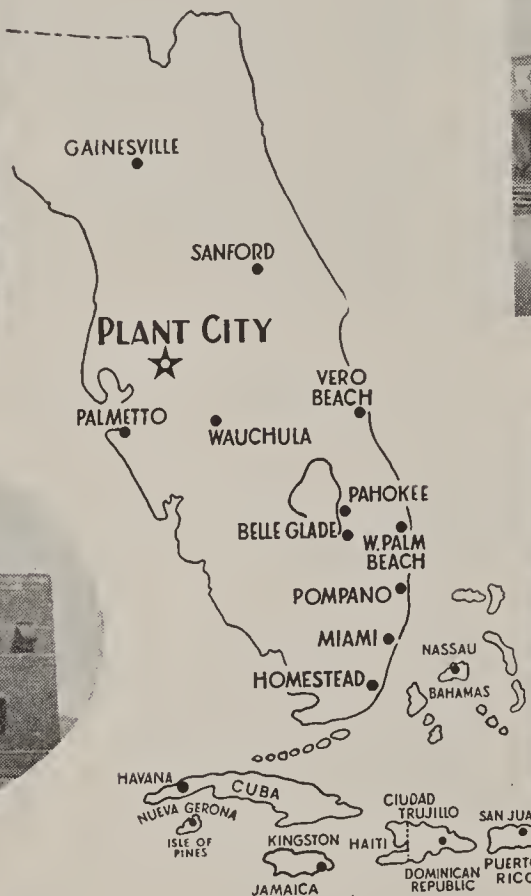 GAINESVILLE
SANFORD
PLANT CITY
VERO
BEACH
PALMETTO
WAUCHULA
PAHOKEE
BELLE GLADE
W. PALM
BEACH
POMPANO
MIAMI
NASSAU
HOMESTEAD
BAHAMAS
HAVANA
CUBA
CIUDAD
TRUJILLO
NUEVA GERONA
SAN JUA
ISLE OF
PINES
KINGSTON
HAITI
PUERTO
RICO
JAMAICA
DOMINICAN
REPUBLIC